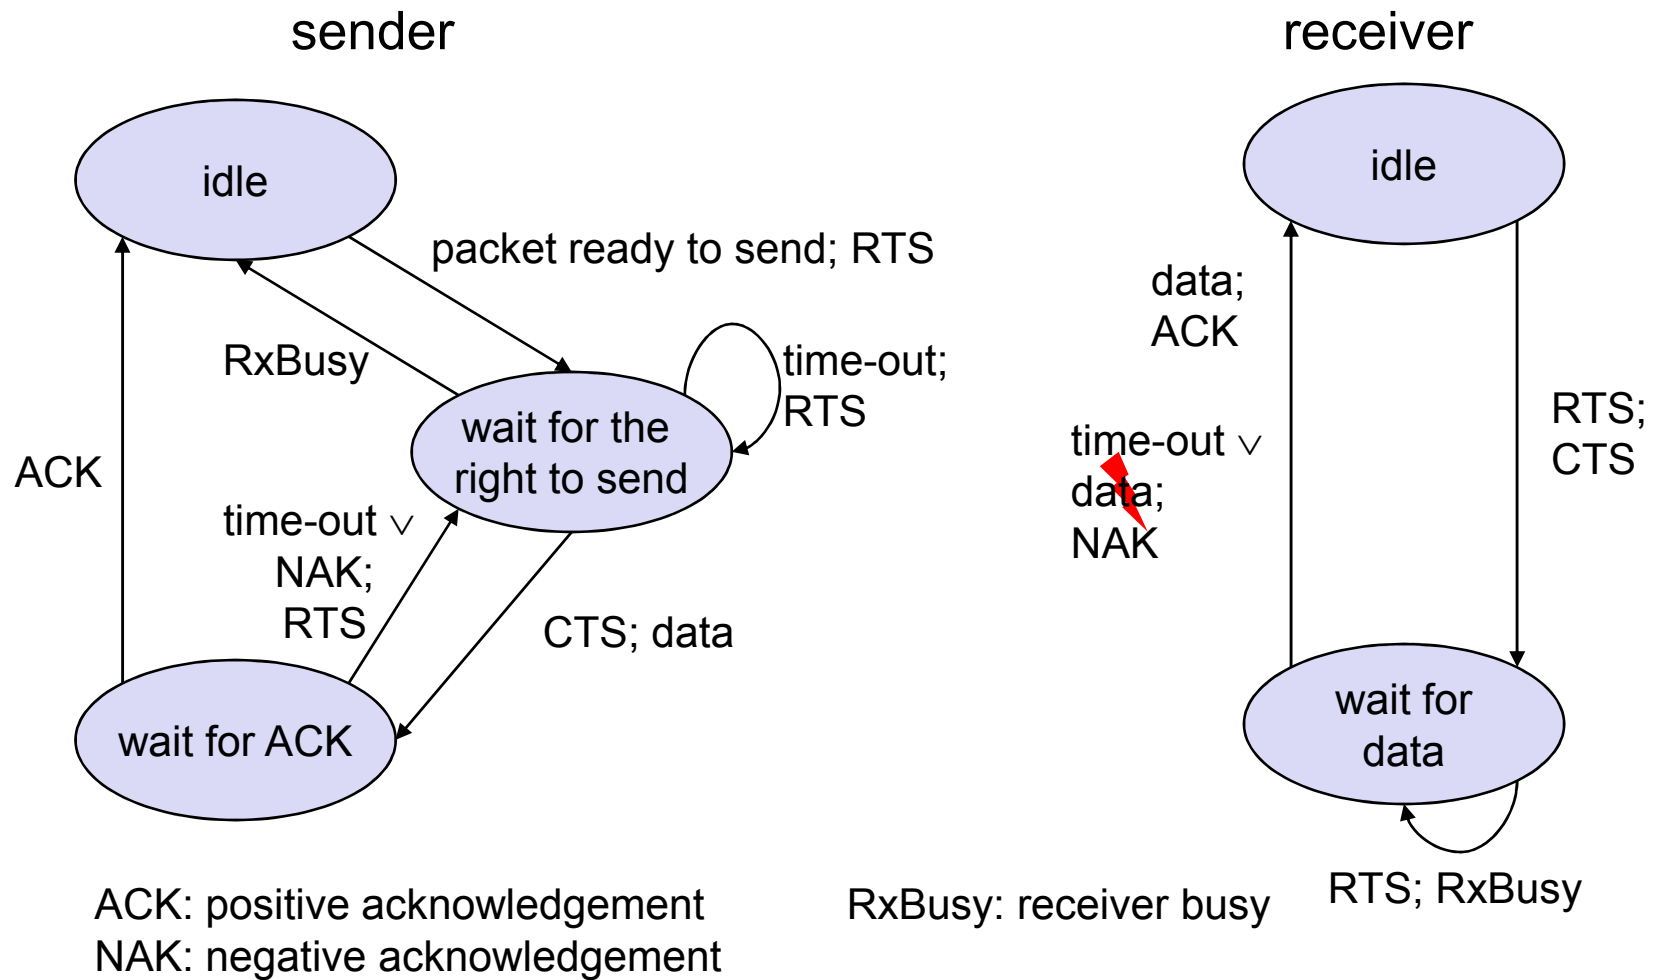 sender
receiver
idle
idle
packet ready to send; RTS
data;
ACK
RxBusy
time-out;
RTS
RTS;
CTS
wait for the
right to send
time-out ∨
data;
NAK
ACK
time-out ∨
NAK;
RTS
CTS; data
wait for ACK
wait for
data
RTS; RxBusy
ACK: positive acknowledgement
NAK: negative acknowledgement
RxBusy: receiver busy